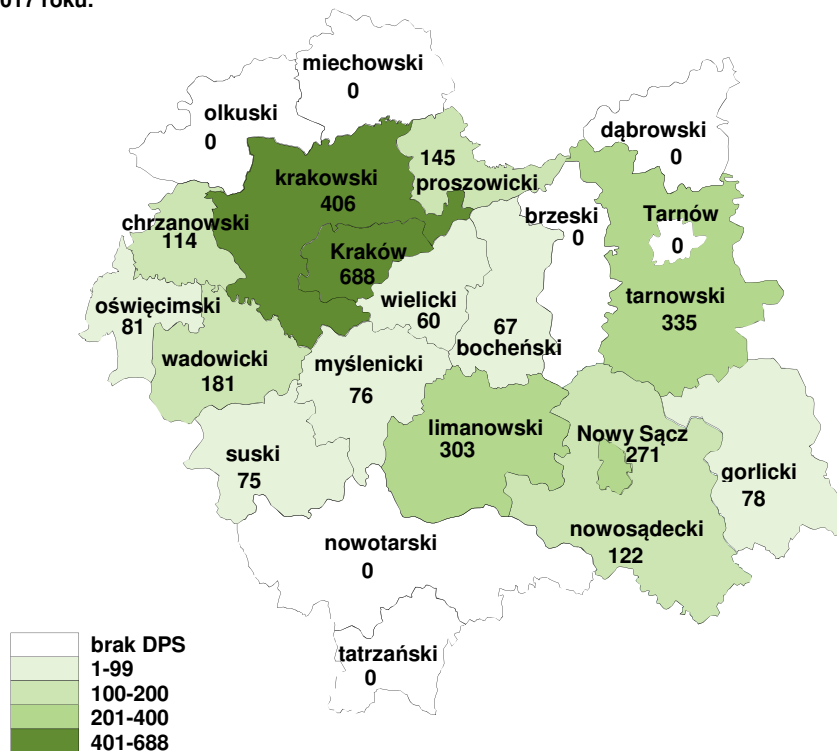 017 roku.
miechowski
0
olkuski
0
dąbrowski
0
145
proszowicki
krakowski
406
brzeski
0
Tarnów
0
chrzanowski
114
Kraków
688
wielicki
60
tarnowski
335
oświęcimski
81
67
bocheński
wadowicki
181
myślenicki
76
limanowski
303
Nowy Sącz
271
suski
75
gorlicki
78
nowosądecki
122
nowotarski
0
tatrzański
0
brak DPS
1-99
100-200
201-400
401-688